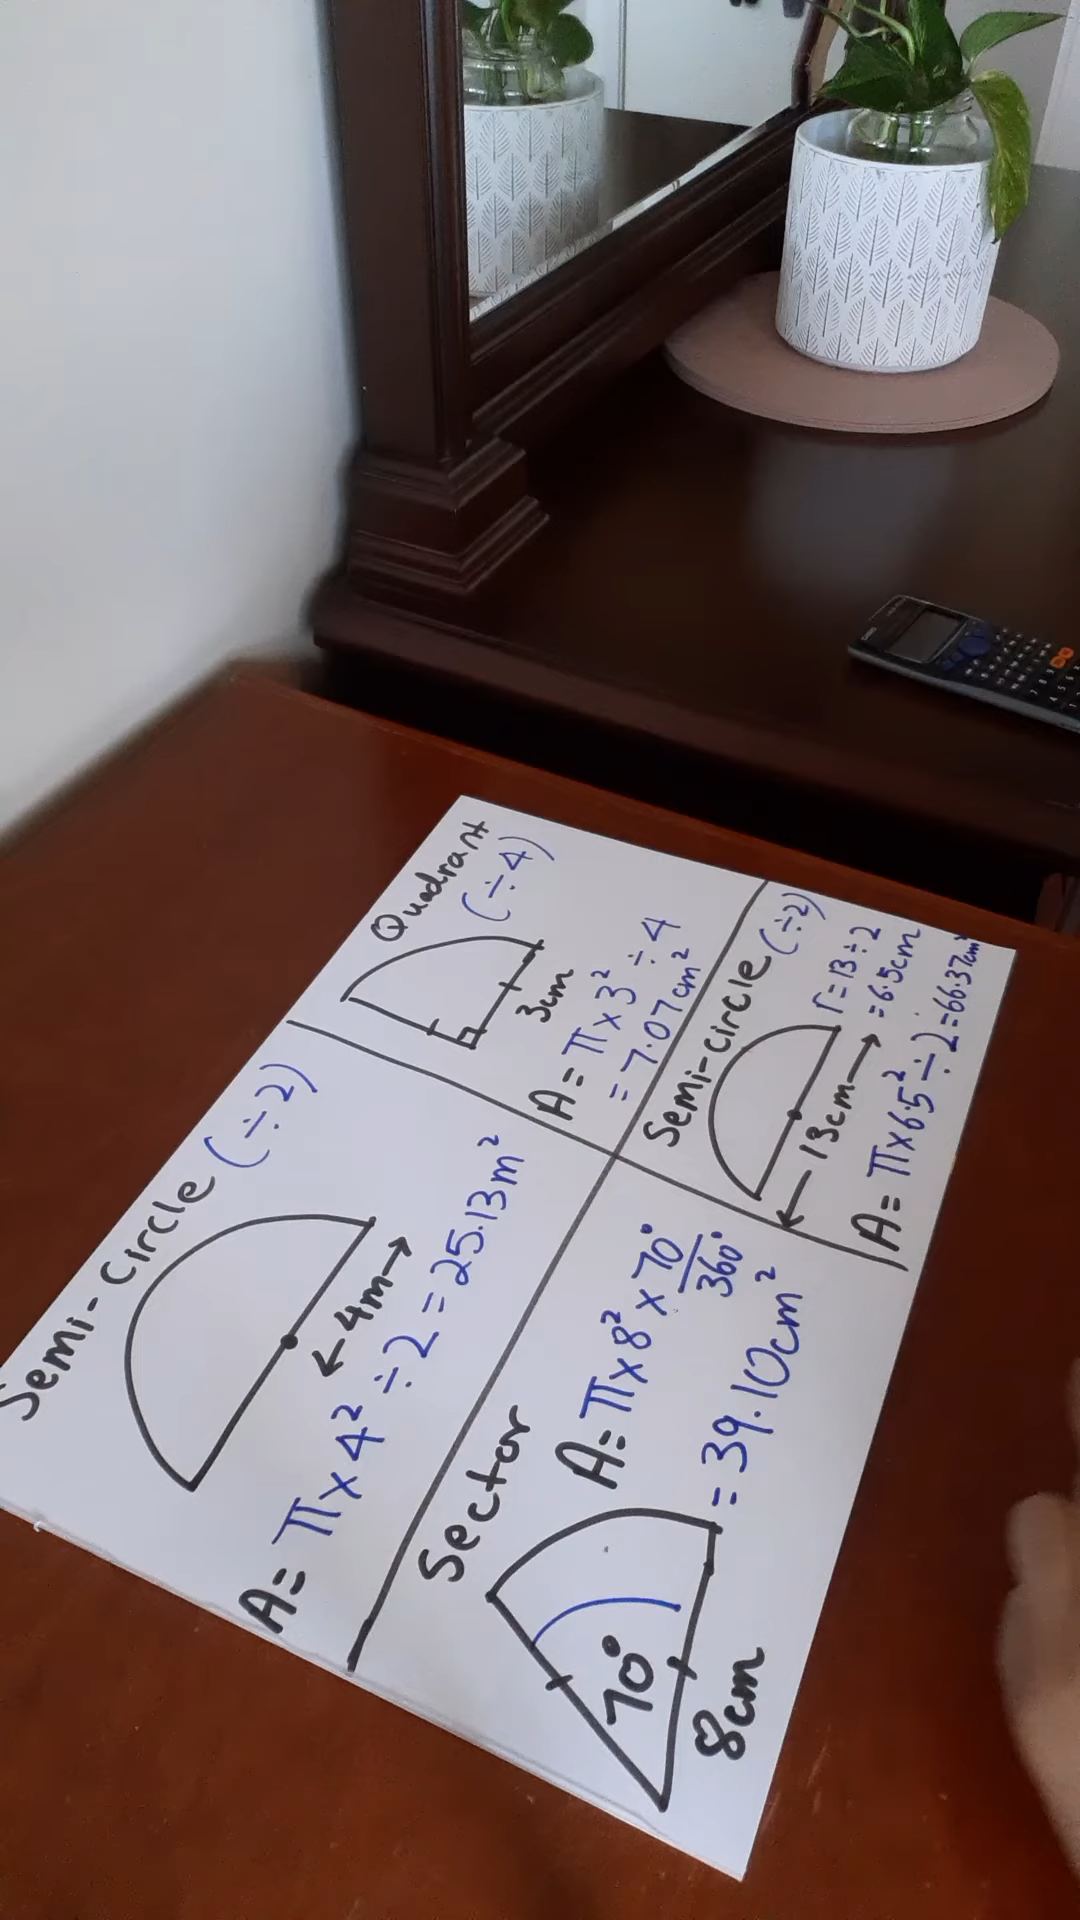 Semi-Circle (÷2)
←4m→
A= π×4² ÷2 = 25.13m²
Quadrant
(÷4)
3cm
A= π×3² ÷4
= 7.07cm²
Sector
70°
8cm
A= π×8² × 70°
360°
= 39.10cm²
Semi-Circle (÷2)
r=13÷2
=6.5cm
← 13cm →
A= π×6.5² ÷2=66.37cm²